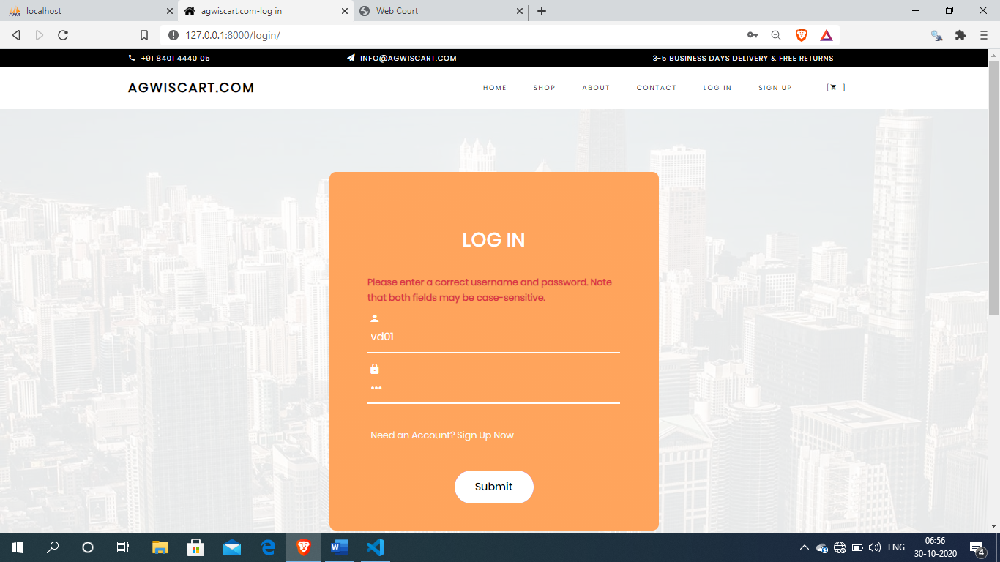 localhost
agwiscart.com-log in
Web Court
127.0.0.1:8000/login/
+91 8401 4440 05
INFO@AGWISCART.COM
3-5 BUSINESS DAYS DELIVERY & FREE RETURNS
AGWISCART.COM
HOME
SHOP
ABOUT
CONTACT
LOG IN
SIGN UP
[ ]
LOG IN
Please enter a correct username and password. Note
that both fields may be case-sensitive.
vd01
•••
Need an Account? Sign Up Now
Submit
ENG
06:56
30-10-2020
4